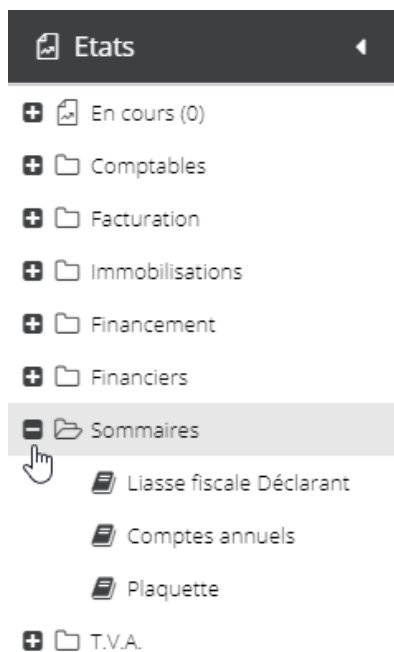 Etats
En cours (0)
Comptables
Facturation
Immobilisations
Financement
Financiers
Sommaires
Liasse fiscale Déclarant
Comptes annuels
Plaquette
T.V.A.